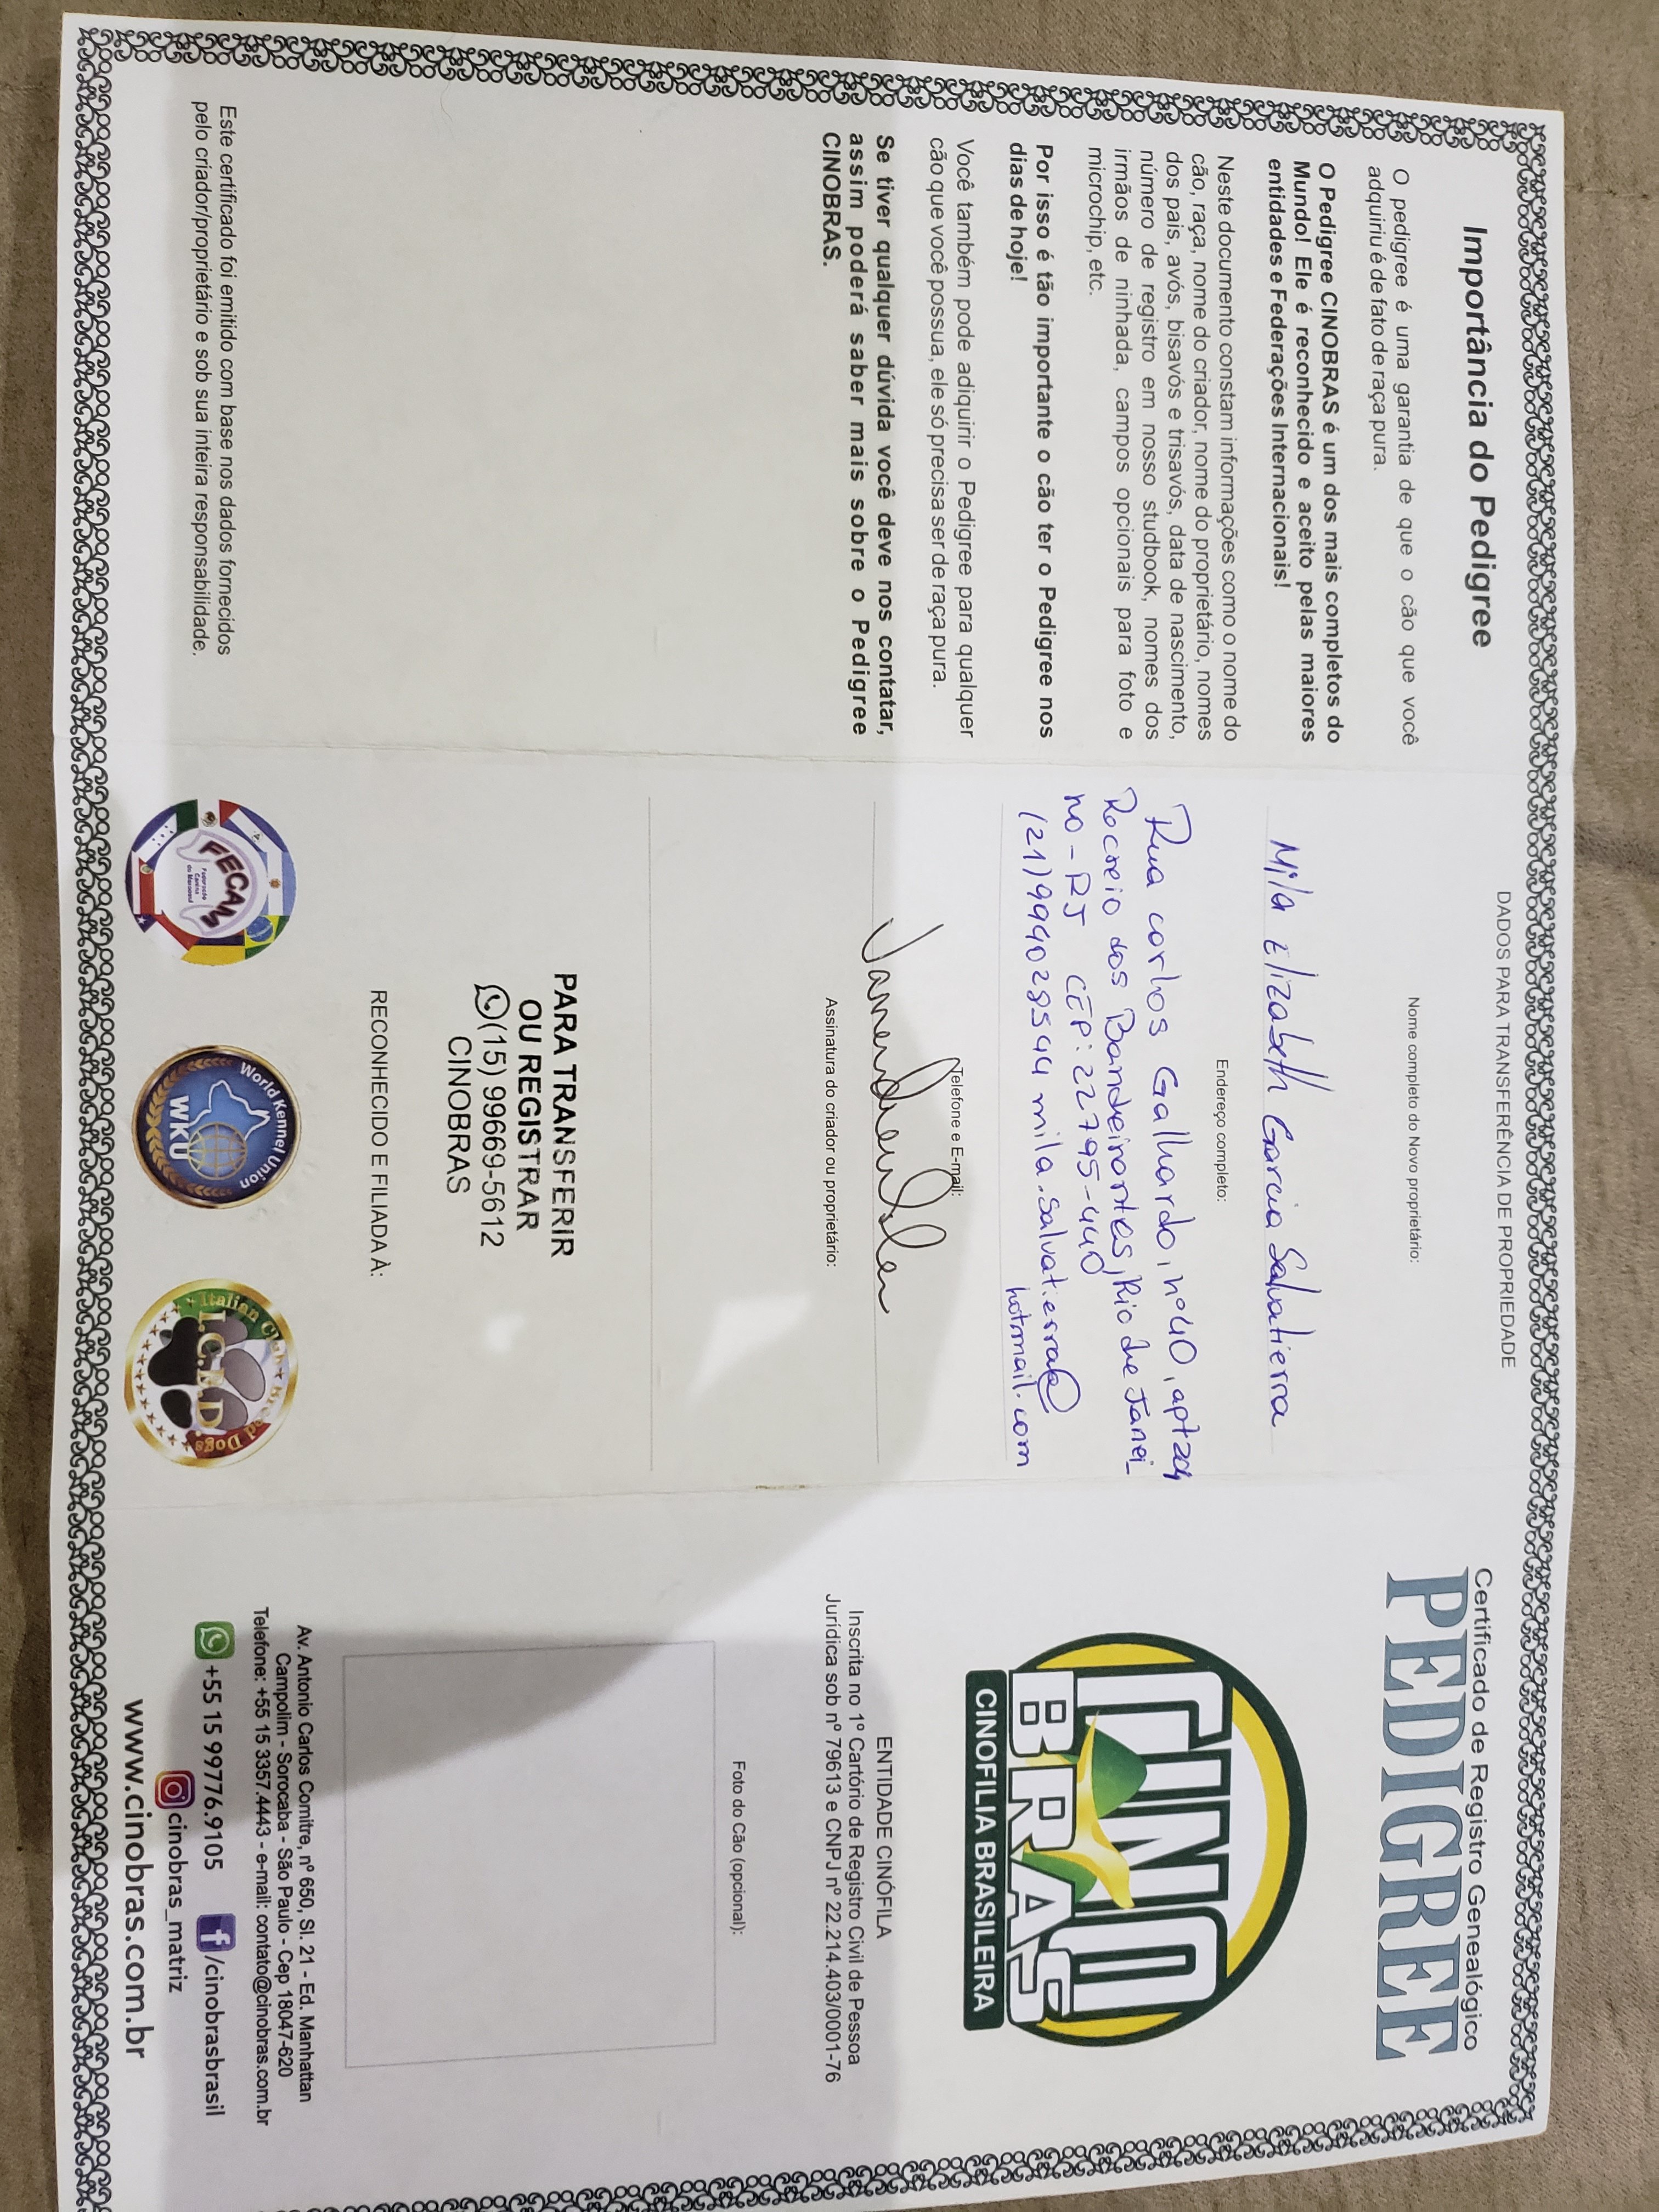 Importância do Pedigree
O pedigree é uma garantia de que o cão que você
adquiriu é de fato de raça pura.
O Pedigree CINOBRAS é um dos mais completos do
Mundo! Ele é reconhecido e aceito pelas maiores
entidades e Federações Internacionais!
Neste documento constam informações como o nome do
cão, raça, nome do criador, nome do proprietário, nomes
dos pais, avós, bisavós e trisavós, data de nascimento,
número de registro em nosso studbook, nomes dos
irmãos de ninhada, campos opcionais para foto e
microchip, etc.
Por isso é tão importante o cão ter o Pedigree nos
dias de hoje!
Você também pode adiquirir o Pedigree para qualquer
cão que você possua, ele só precisa ser de raça pura.
Se tiver qualquer dúvida você deve nos contatar,
assim poderá saber mais sobre o Pedigree
CINOBRAS.
Este certificado foi emitido com base nos dados fornecidos
pelo criador/proprietário e sob sua inteira responsabilidade.
DADOS PARA TRANSFERÊNCIA DE PROPRIEDADE
Nome completo do Novo proprietário:
Mila Elizabeth Garcia Salvatierra
Endereço completo:
Rua carlos Galhardo, nº40, apt204
Recreio dos Bandeirantes, Rio de Janei_
no - RJ CEP: 22795-440
(21)999028544 mila.salvatierra@
hotmail.com
Telefone e E-mail:
Assinatura do criador ou proprietário:
PARA TRANSFERIR
OU REGISTRAR
(15) 99669-5612
CINOBRAS
RECONHECIDO E FILIADA À:
FECAM
Federação
Canina
do Mercosul
World Kennel Union
WKU
Italian Club
I.C.B.D.
Dogs
Certificado de Registro Genealógico
PEDIGREE
CINO
BRAS
CINOFILIA BRASILEIRA
ENTIDADE CINÓFILA
Inscrita no 1º Cartório de Registro Civil de Pessoa
Jurídica sob nº 79613 e CNPJ nº 22.214.403/0001-76
Foto do Cão (opcional):
Av. Antonio Carlos Comitre, nº 650, Sl. 21 - Ed. Manhattan
Campolim - Sorocaba - São Paulo - Cep 18047-620
Telefone: +55 15 3357.4443 - e-mail: contato@cinobras.com.br
+55 15 99776.9105 /cinobrasbrasil
cinobras_matriz
www.cinobras.com.br